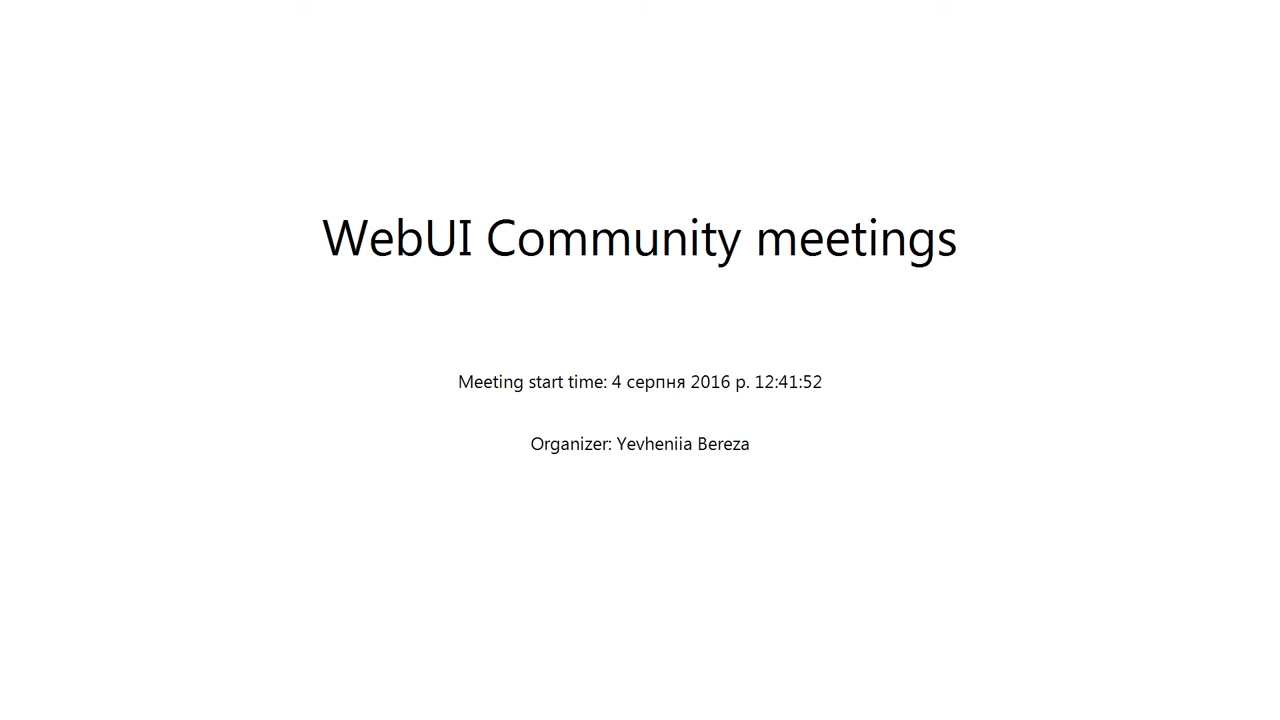 WebUI Community meetings
Meeting start time: 4 серпня 2016 р. 12:41:52
Organizer: Yevheniia Bereza